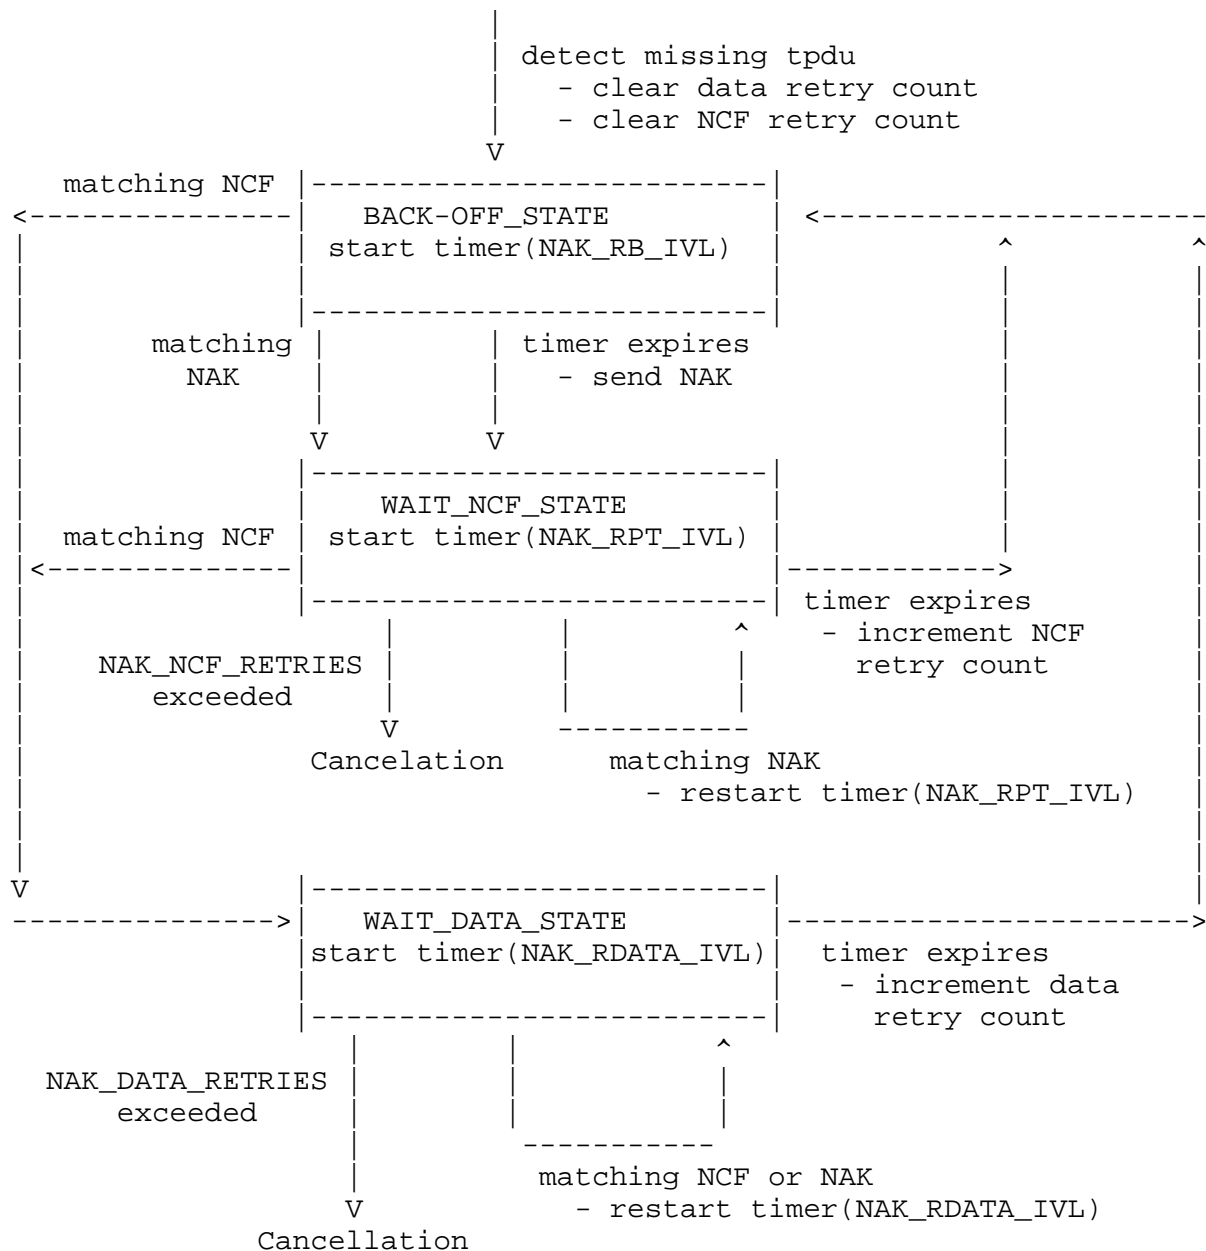 detect missing tpdu
- clear data retry count
- clear NCF retry count
matching NCF
BACK-OFF_STATE
start timer(NAK_RB_IVL)
matching
NAK
timer expires
- send NAK
WAIT_NCF_STATE
matching NCF
start timer(NAK_RPT_IVL)
timer expires
- increment NCF
retry count
NAK_NCF_RETRIES
exceeded
Cancelation
matching NAK
- restart timer(NAK_RPT_IVL)
WAIT_DATA_STATE
start timer(NAK_RDATA_IVL)
timer expires
- increment data
retry count
NAK_DATA_RETRIES
exceeded
matching NCF or NAK
- restart timer(NAK_RDATA_IVL)
Cancellation